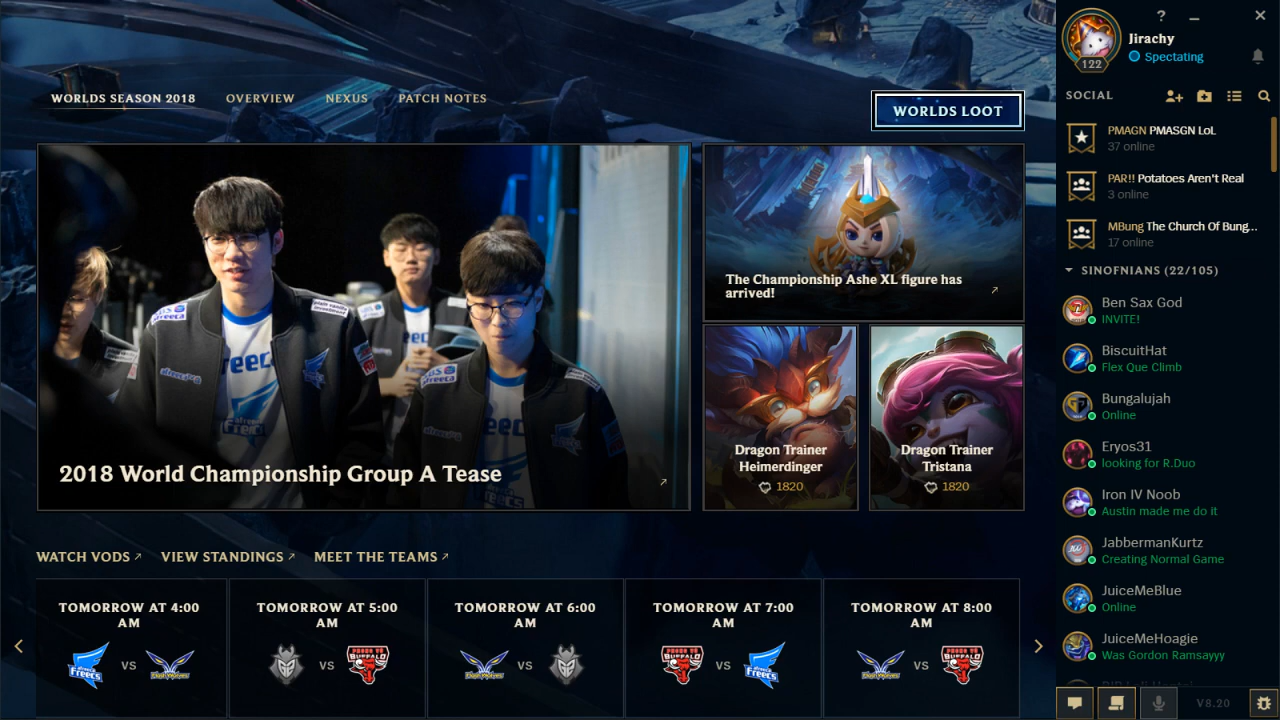 WORLDS SEASON 2018
OVERVIEW
NEXUS
PATCH NOTES
WORLDS LOOT
2018 World Championship Group A Tease
The Championship Ashe XL figure has
arrived!
Dragon Trainer
Heimerdinger
1820
Dragon Trainer
Tristana
1820
WATCH VODS
VIEW STANDINGS
MEET THE TEAMS
TOMORROW AT 4:00
AM
VS
TOMORROW AT 5:00
AM
VS
TOMORROW AT 6:00
AM
VS
TOMORROW AT 7:00
AM
VS
TOMORROW AT 8:00
AM
VS
?
Jirachy
122
Spectating
SOCIAL
PMAGN PMASGN LoL
37 online
PAR!! Potatoes Aren't Real
3 online
MBung The Church Of Bung...
17 online
SINOFNIANS (22/105)
Ben Sax God
INVITE!
BiscuitHat
Flex Que Climb
Bungalujah
Online
Eryos31
looking for R.Duo
Iron IV Noob
Austin made me do it
JabbermanKurtz
Creating Normal Game
JuiceMeBlue
Online
JuiceMeHoagie
Was Gordon Ramsayyy
V8.20